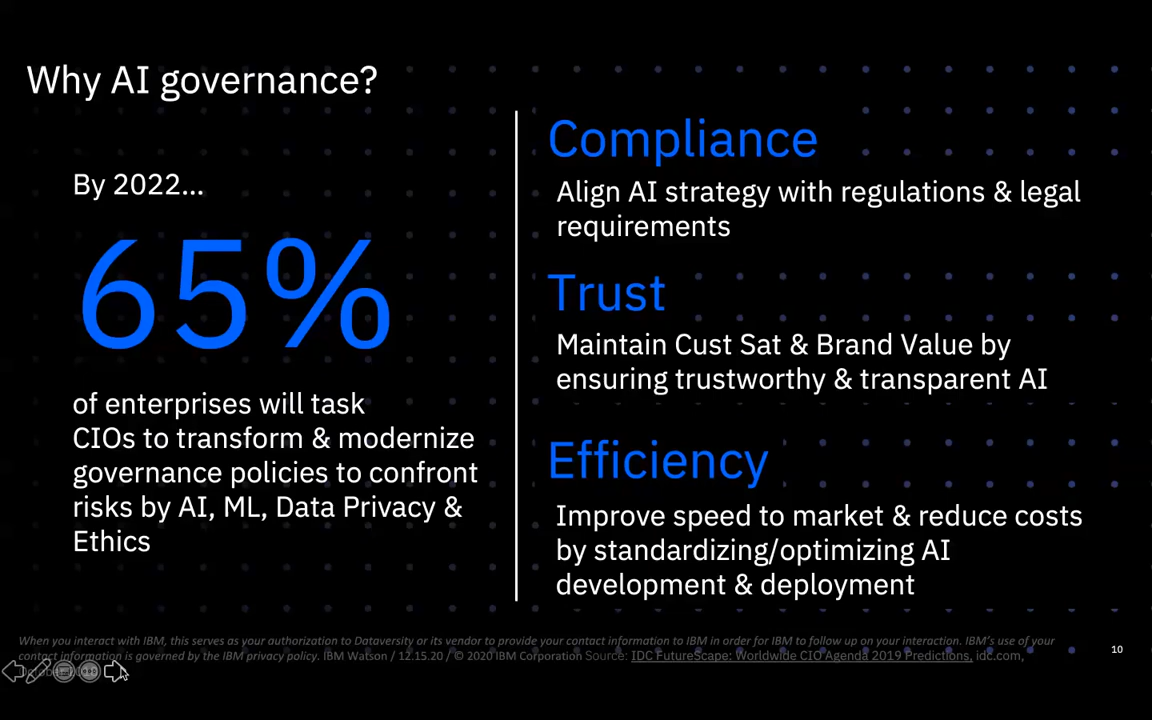 Why AI governance?
By 2022...
65%
of enterprises will task
CIOs to transform & modernize
governance policies to confront
risks by AI, ML, Data Privacy &
Ethics
Compliance
Align AI strategy with regulations & legal
requirements
Trust
Maintain Cust Sat & Brand Value by
ensuring trustworthy & transparent AI
Efficiency
Improve speed to market & reduce costs
by standardizing/optimizing AI
development & deployment
When you interact with IBM, this serves as your authorization to Dataversity or its vendor to provide your contact information to IBM in order for IBM to follow up on your interaction. IBM's use of your
contact information is governed by the IBM privacy policy. IBM Watson / 12.15.20 / © 2020 IBM Corporation Source: IDC FutureScape: Worldwide CIO Agenda 2019 Predictions, idc.com,
10